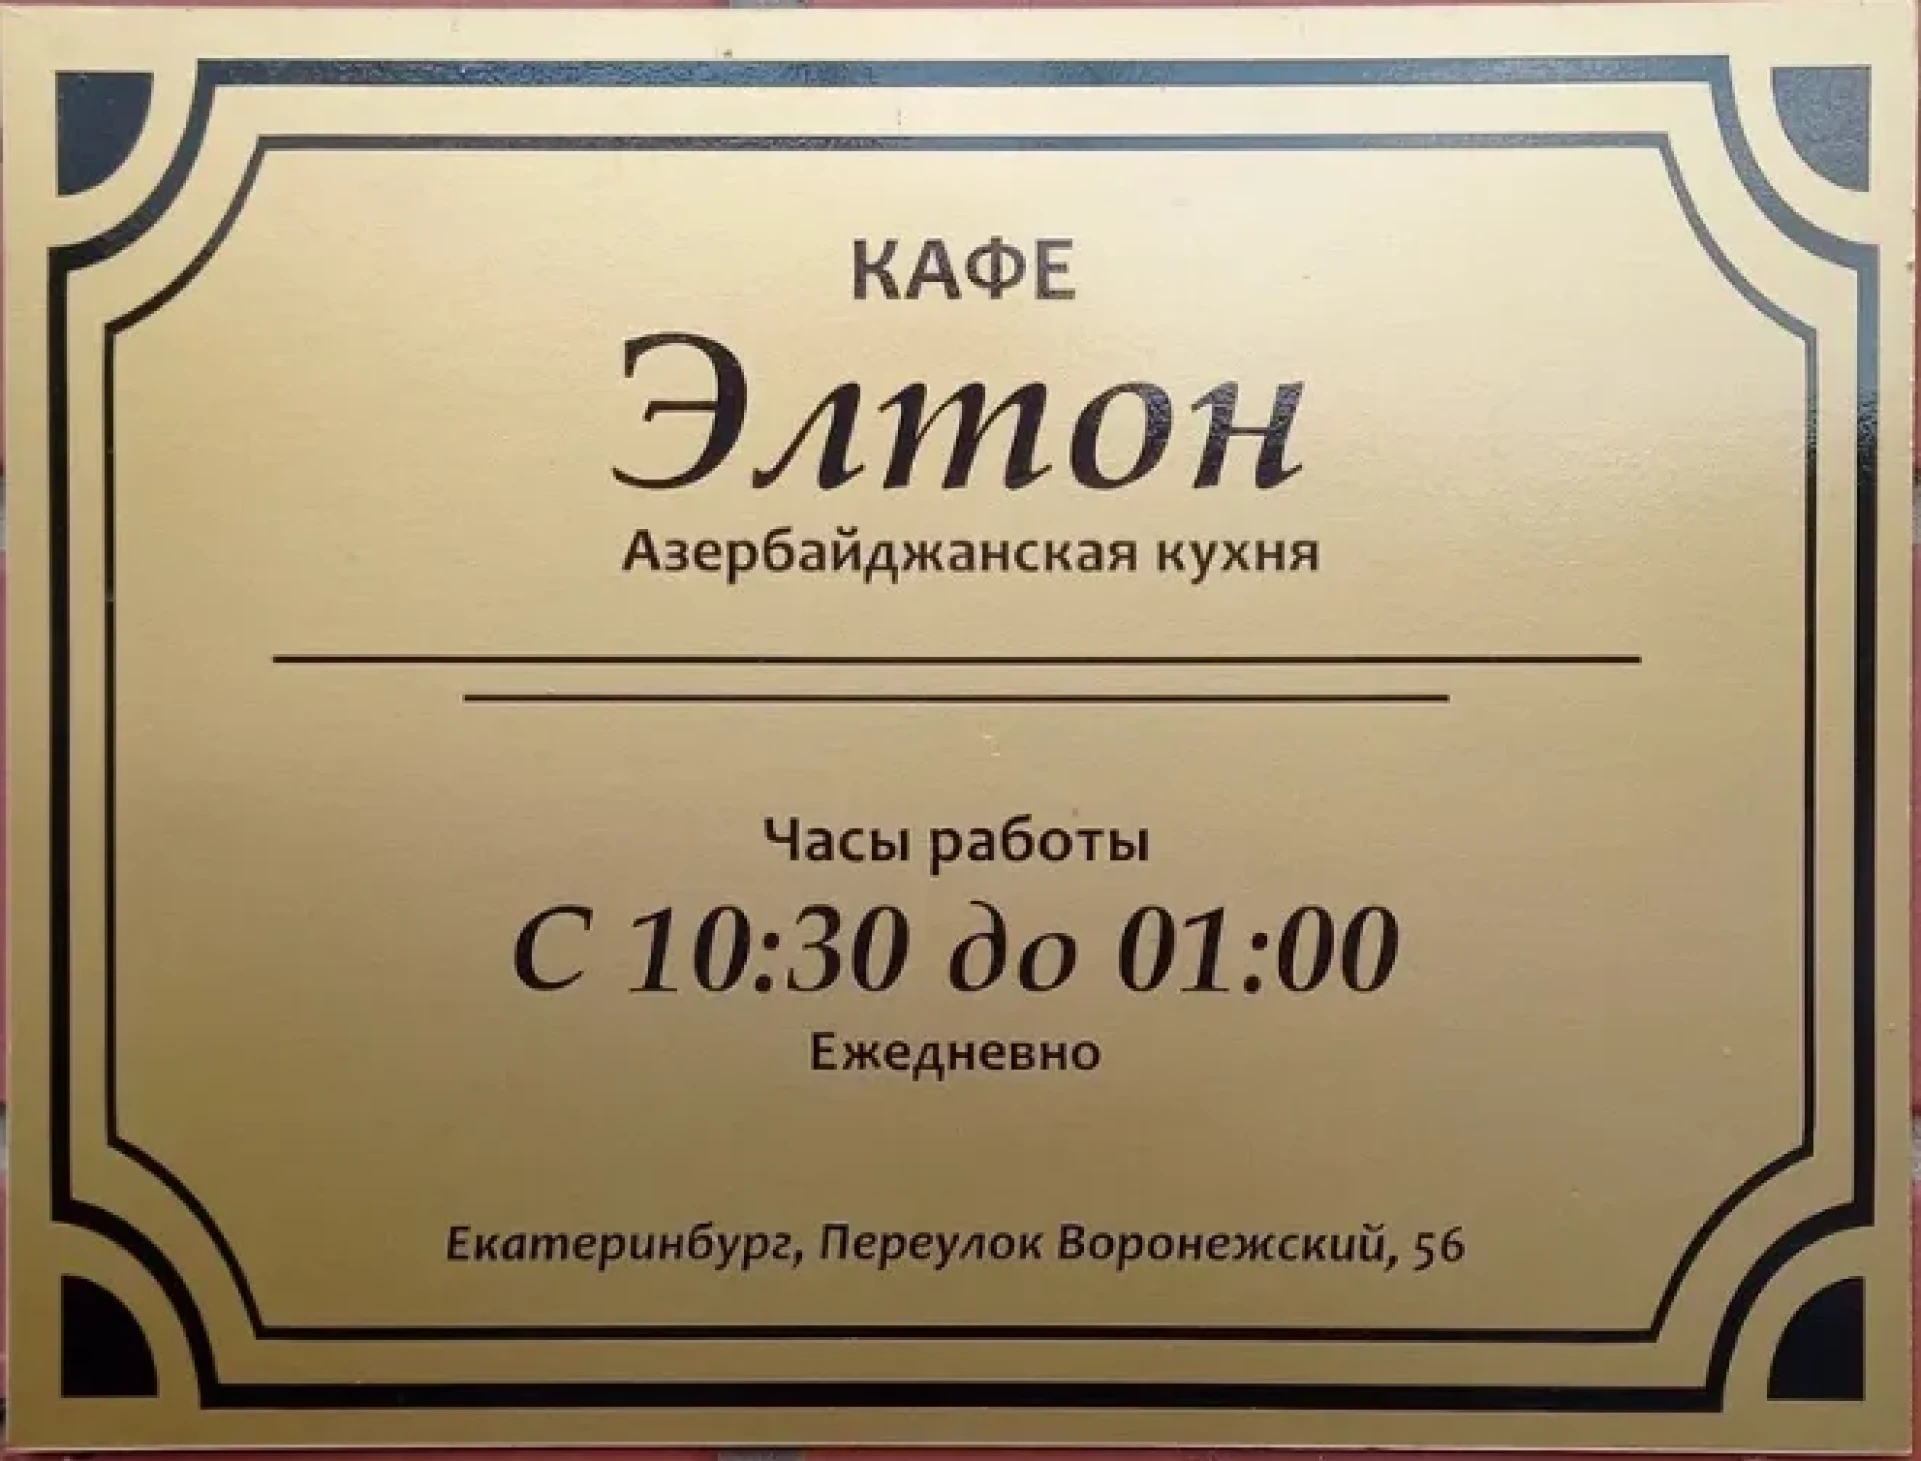 КАФЕ
Элтон
Азербайджанская кухня
Часы работы
С 10:30 до 01:00
Ежедневно
Екатеринбург, Переулок Воронежский, 56